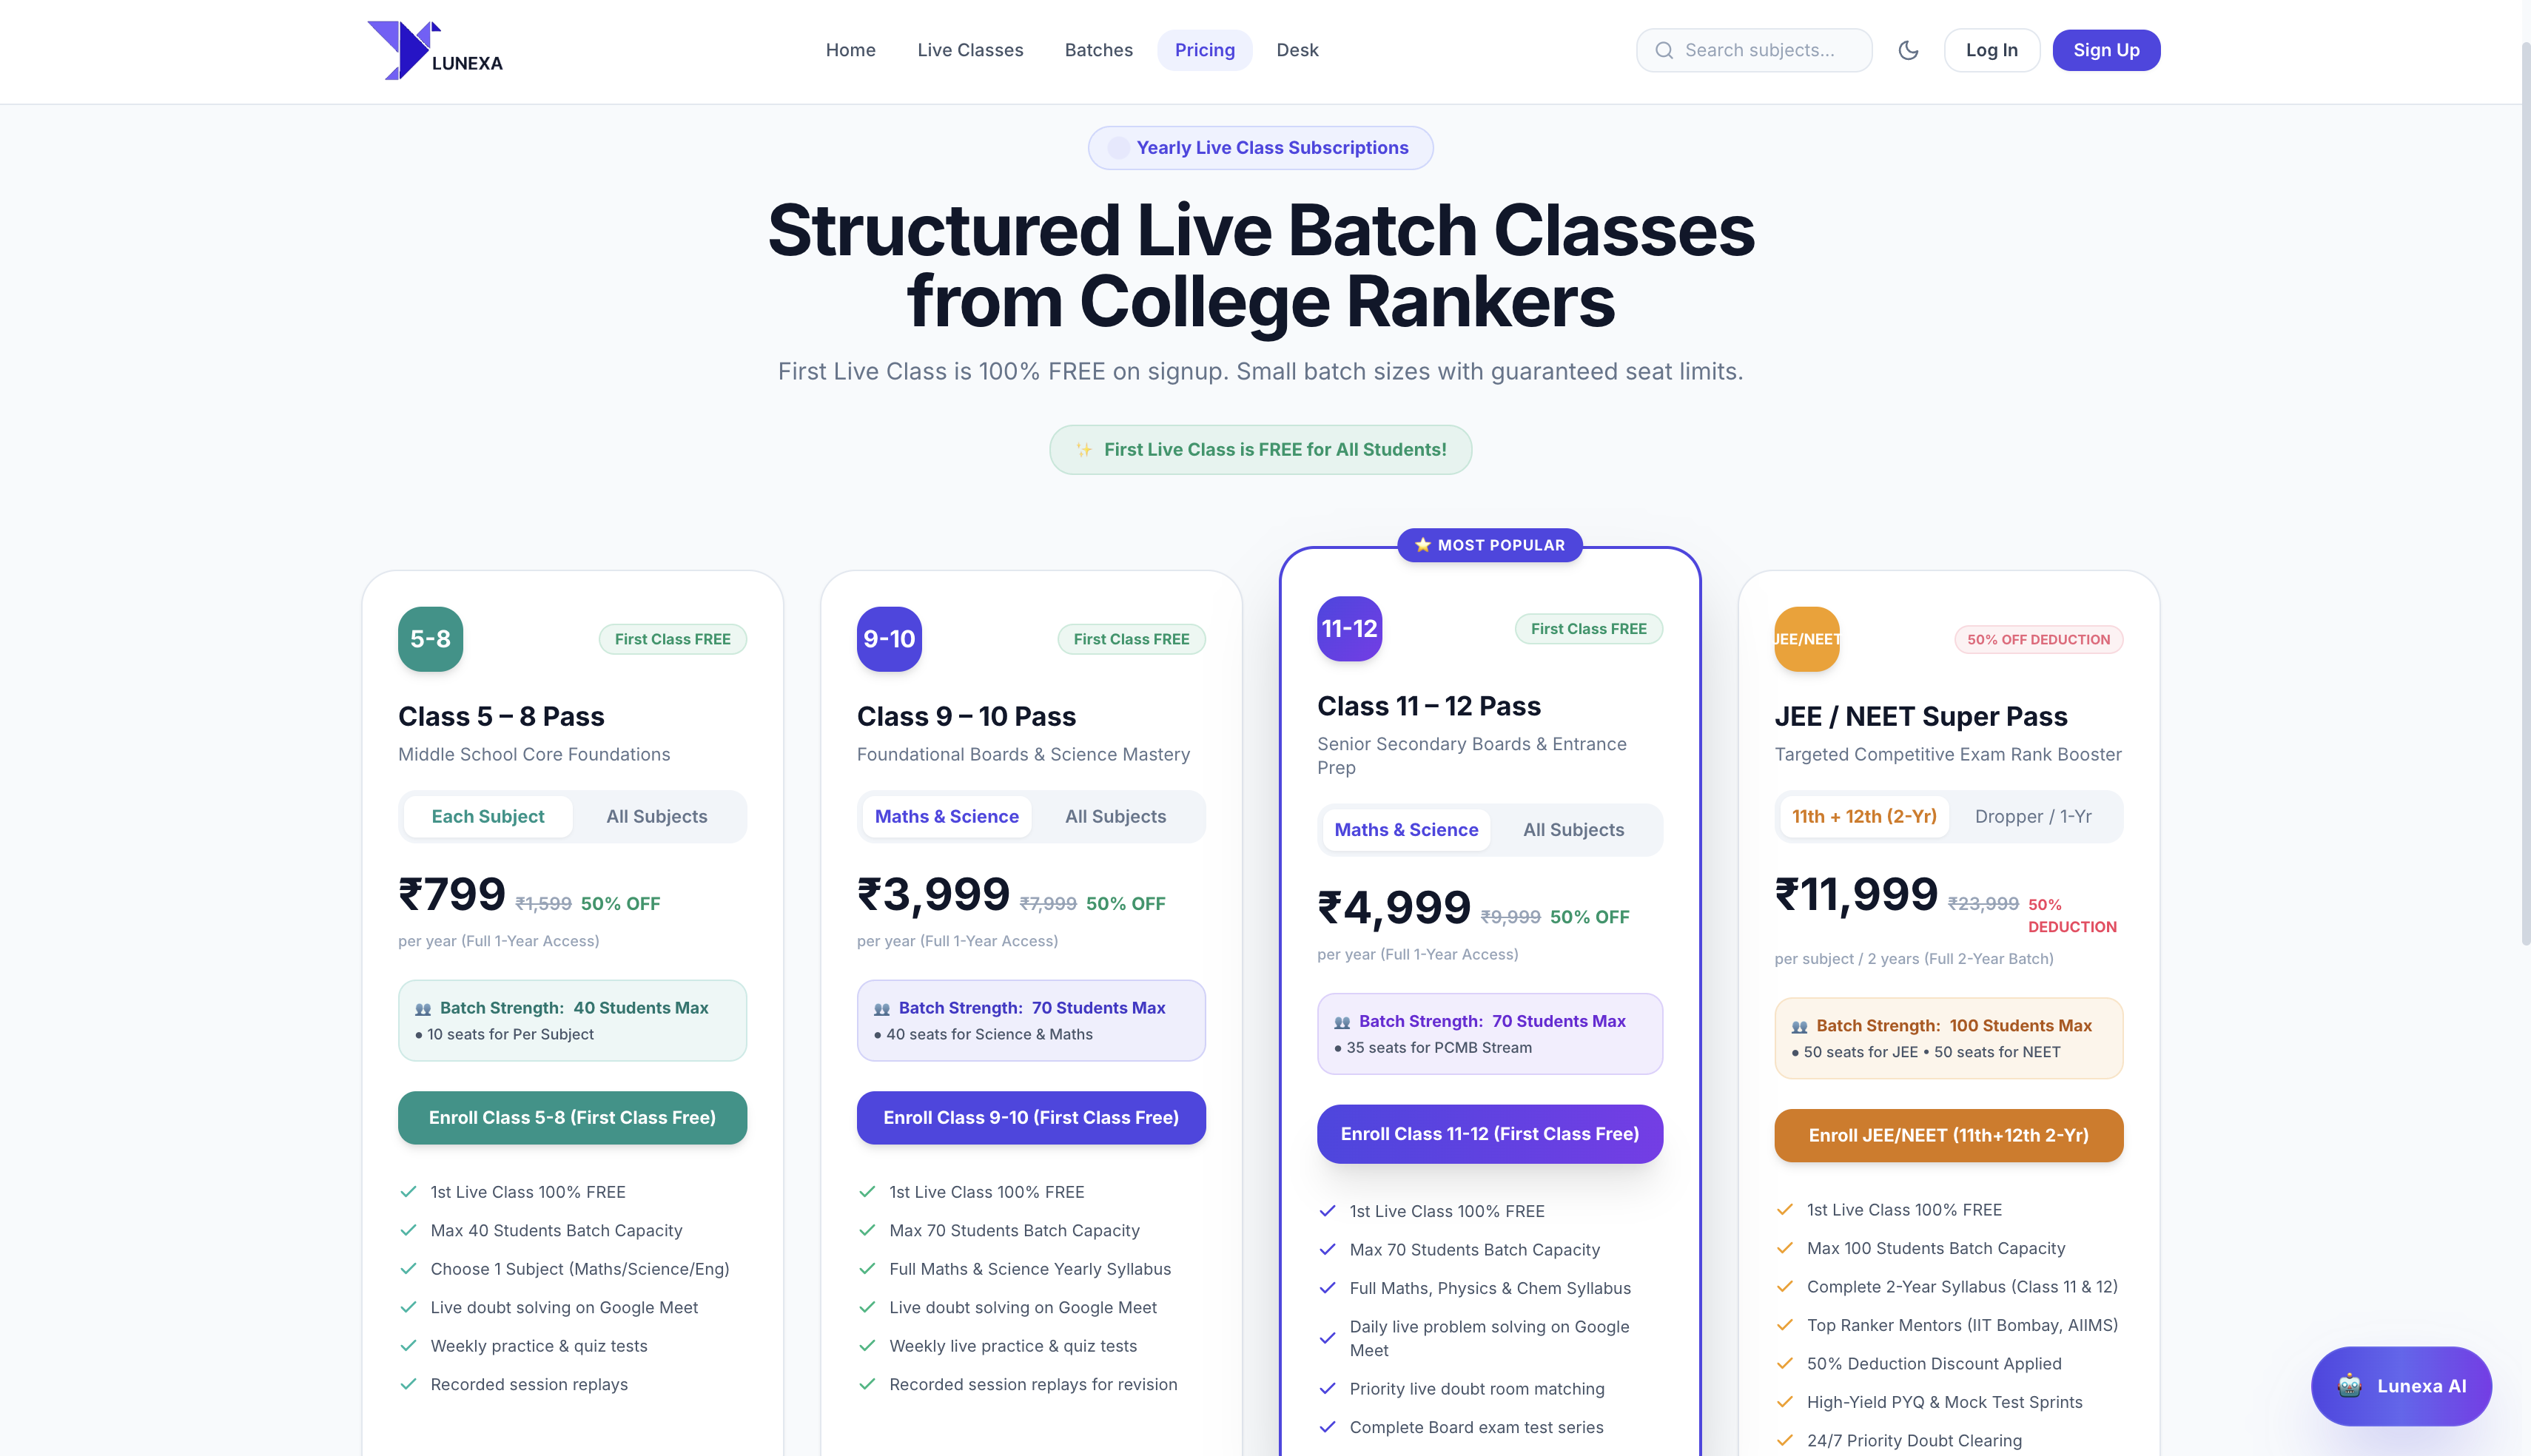 LUNEXA
Home
Live Classes
Batches
Pricing
Desk
Search subjects...
Log In
Sign Up
Yearly Live Class Subscriptions
Structured Live Batch Classes
from College Rankers
First Live Class is 100% FREE on signup. Small batch sizes with guaranteed seat limits.
✨ First Live Class is FREE for All Students!
5-8
First Class FREE
Class 5 – 8 Pass
Middle School Core Foundations
Each Subject
All Subjects
₹799 ₹1,599 50% OFF
per year (Full 1-Year Access)
👥 Batch Strength: 40 Students Max
• 10 seats for Per Subject
Enroll Class 5-8 (First Class Free)
1st Live Class 100% FREE
Max 40 Students Batch Capacity
Choose 1 Subject (Maths/Science/Eng)
Live doubt solving on Google Meet
Weekly practice & quiz tests
Recorded session replays
9-10
First Class FREE
Class 9 – 10 Pass
Foundational Boards & Science Mastery
Maths & Science
All Subjects
₹3,999 ₹7,999 50% OFF
per year (Full 1-Year Access)
👥 Batch Strength: 70 Students Max
• 40 seats for Science & Maths
Enroll Class 9-10 (First Class Free)
1st Live Class 100% FREE
Max 70 Students Batch Capacity
Full Maths & Science Yearly Syllabus
Live doubt solving on Google Meet
Weekly live practice & quiz tests
Recorded session replays for revision
⭐ MOST POPULAR
11-12
First Class FREE
Class 11 – 12 Pass
Senior Secondary Boards & Entrance
Prep
Maths & Science
All Subjects
₹4,999 ₹9,999 50% OFF
per year (Full 1-Year Access)
👥 Batch Strength: 70 Students Max
• 35 seats for PCMB Stream
Enroll Class 11-12 (First Class Free)
1st Live Class 100% FREE
Max 70 Students Batch Capacity
Full Maths, Physics & Chem Syllabus
Daily live problem solving on Google
Meet
Priority live doubt room matching
Complete Board exam test series
JEE/NEET
50% OFF DEDUCTION
JEE / NEET Super Pass
Targeted Competitive Exam Rank Booster
11th + 12th (2-Yr)
Dropper / 1-Yr
₹11,999 ₹23,999 50%
DEDUCTION
per subject / 2 years (Full 2-Year Batch)
👥 Batch Strength: 100 Students Max
• 50 seats for JEE • 50 seats for NEET
Enroll JEE/NEET (11th+12th 2-Yr)
1st Live Class 100% FREE
Max 100 Students Batch Capacity
Complete 2-Year Syllabus (Class 11 & 12)
Top Ranker Mentors (IIT Bombay, AIIMS)
50% Deduction Discount Applied
High-Yield PYQ & Mock Test Sprints
24/7 Priority Doubt Clearing
Lunexa AI